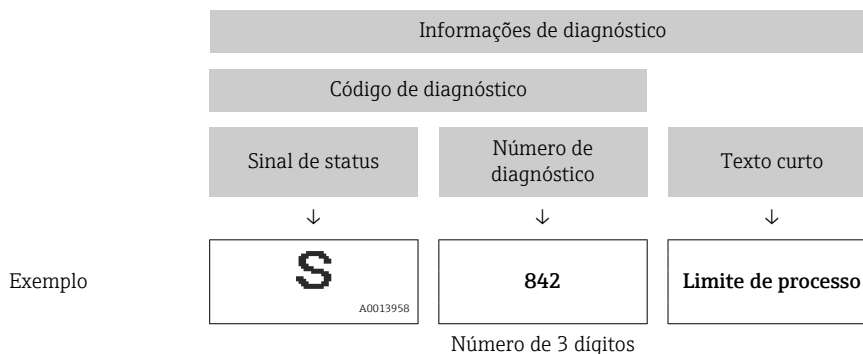 Informações de diagnóstico
Código de diagnóstico
Sinal de status
Número de
diagnóstico
Texto curto
↓ ↓ ↓
Exemplo
S
A0013958
842
Limite de processo
Número de 3 dígitos